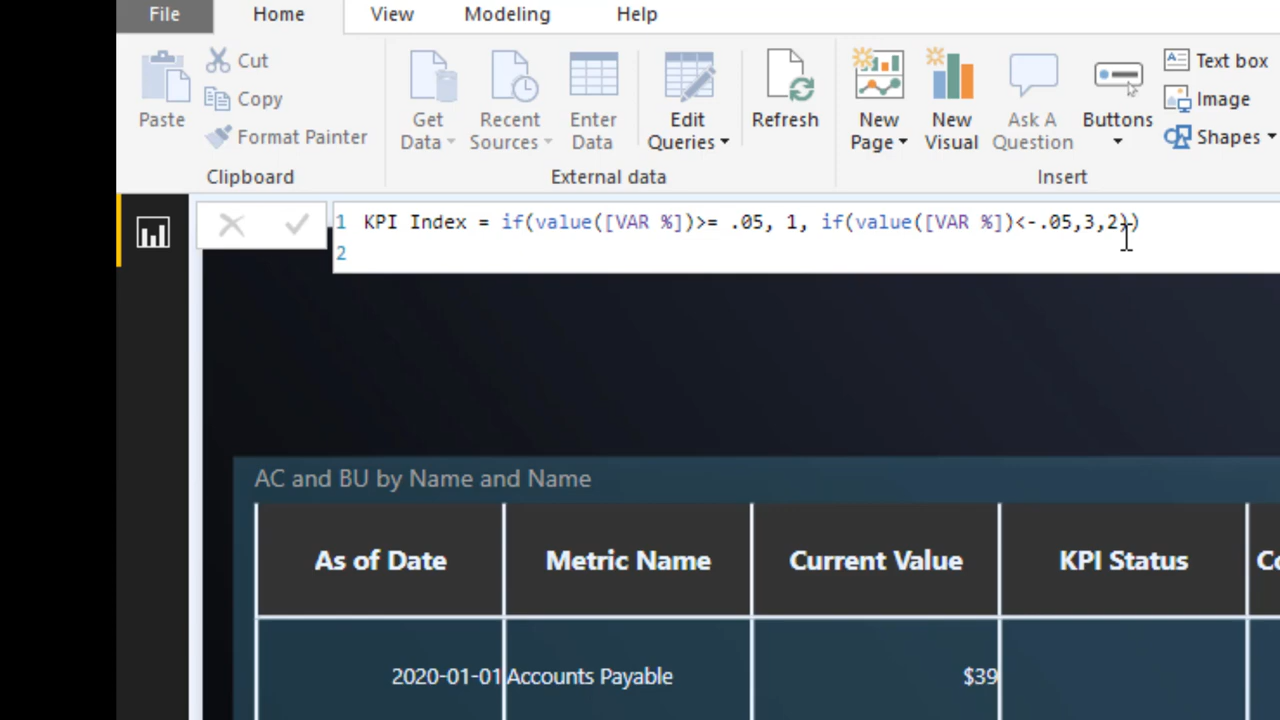 File Home View Modeling Help
Paste
Cut
Copy
Format Painter
Clipboard
Get Data
Recent Sources
Enter Data
Edit Queries
Refresh
External data
New Page
New Visual
Ask A Question
Buttons
Text box
Image
Shapes
Insert
1 KPI Index = if(value([VAR %])>= .05, 1, if(value([VAR %])<-.05,3,2))
2
AC and BU by Name and Name
As of Date Metric Name Current Value KPI Status
2020-01-01 Accounts Payable $39